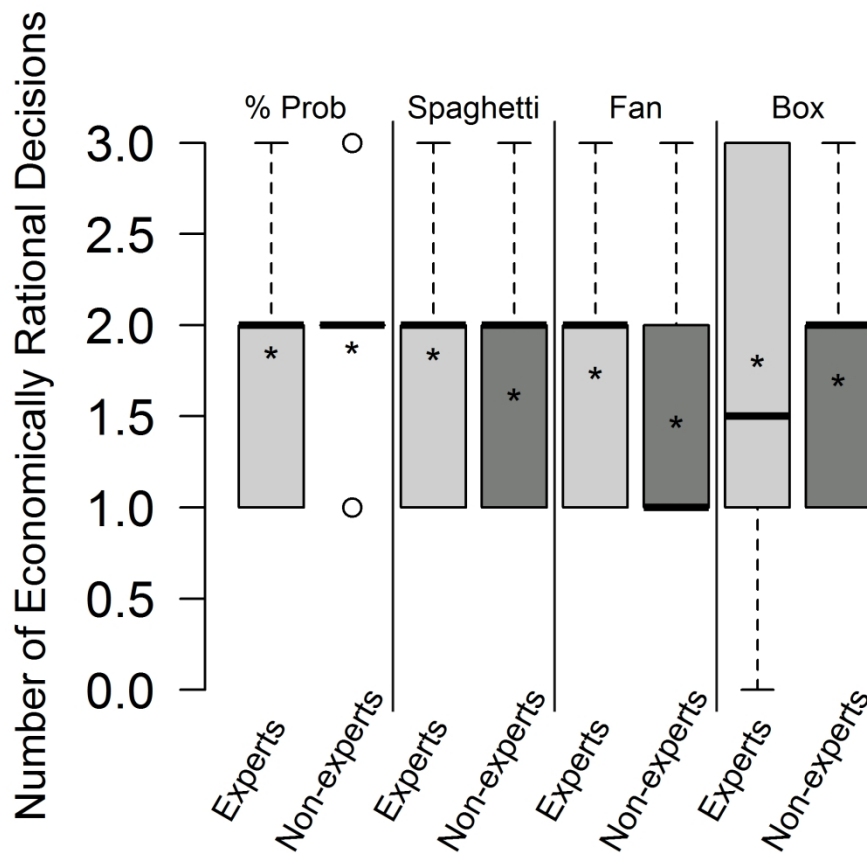 Number of Economically Rational Decisions
% Prob
Spaghetti
Fan
Box
3.0
2.5
2.0
1.5
1.0
0.5
0.0
*
*
*
*
*
*
*
*
Experts
Non-experts
Experts
Non-experts
Experts
Non-experts
Experts
Non-experts